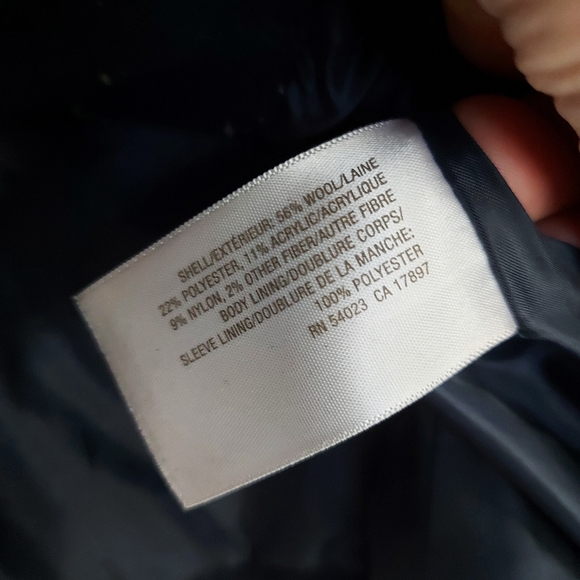 SHELL/EXTÉRIEUR: 56% WOOL/LAINE
22% POLYESTER, 11% ACRYLIC/ACRYLIQUE
9% NYLON, 2% OTHER FIBER/AUTRE FIBRE
BODY LINING/DOUBLURE CORPS/
SLEEVE LINING/DOUBLURE DE LA MANCHE:
100% POLYESTER
RN 54023 CA 17897